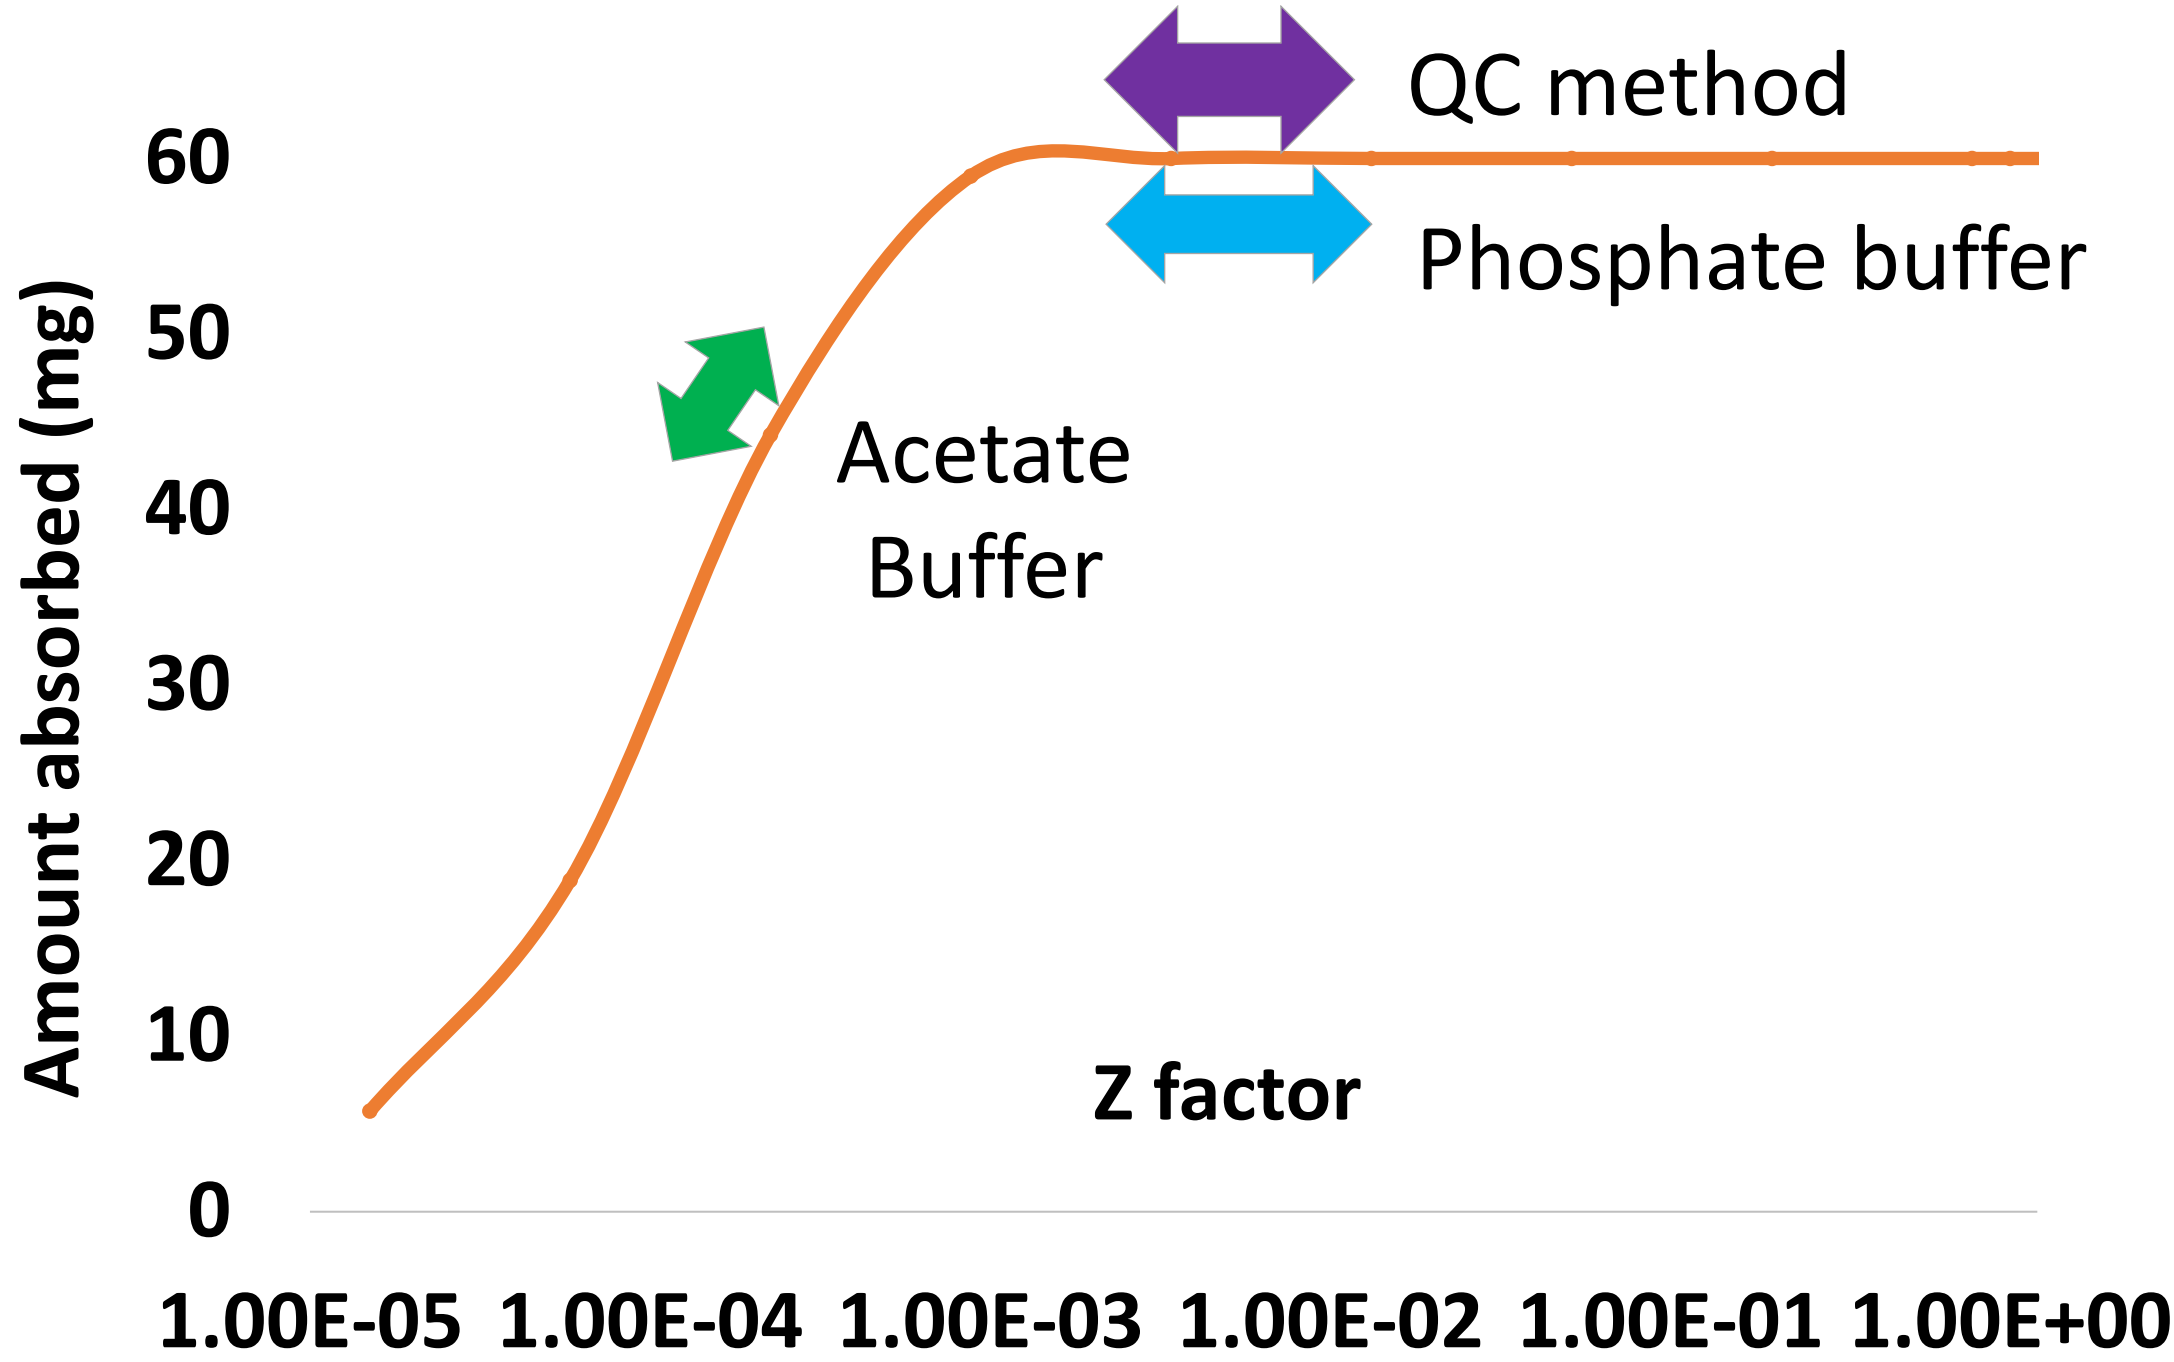 QC method
60
Phosphate buffer
50
Acetate
Buffer
40
30
20
10
0
Amount absorbed (mg)
Z factor
1.00E-05 1.00E-04 1.00E-03 1.00E-02 1.00E-01 1.00E+00